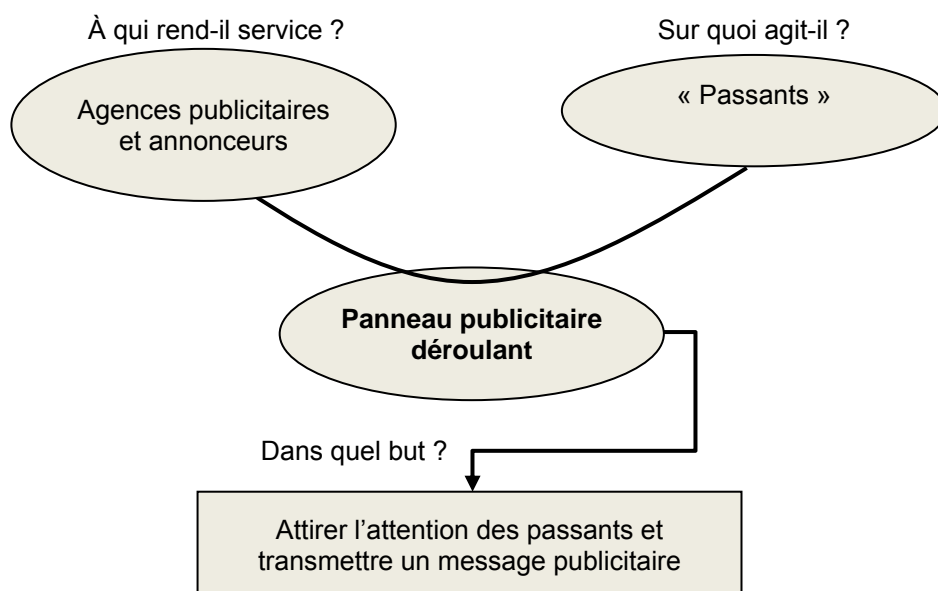 À qui rend-il service ?
Sur quoi agit-il ?
Agences publicitaires
et annonceurs
« Passants »
Panneau publicitaire
déroulant
Dans quel but ?
Attirer l’attention des passants et
transmettre un message publicitaire